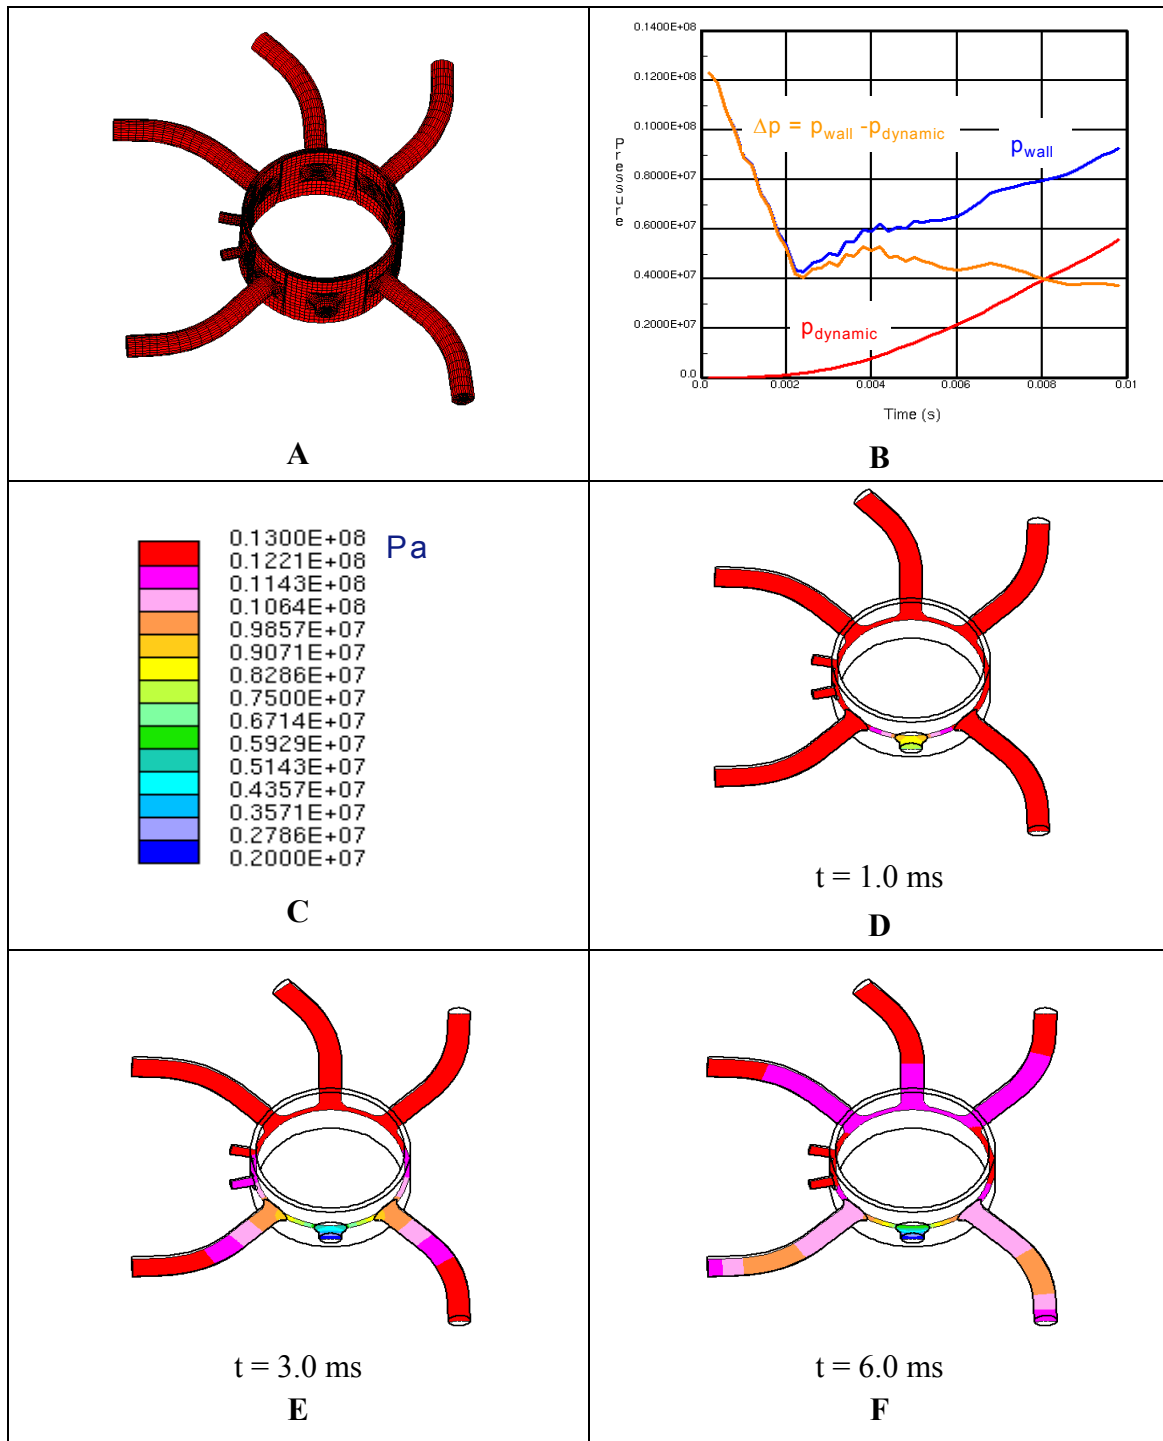 A
0.1400E+08
0.1200E+08
0.1000E+08
0.8000E+07
0.6000E+07
0.4000E+07
0.2000E+07
0.0
Pressure
Δp = p_wall -p_dynamic
p_wall
p_dynamic
0.0 0.002 0.004 0.006 0.008 0.01
Time (s)
B
0.1300E+08
0.1221E+08
0.1143E+08
0.1064E+08
0.9857E+07
0.9071E+07
0.8286E+07
0.7500E+07
0.6714E+07
0.5929E+07
0.5143E+07
0.4357E+07
0.3571E+07
0.2786E+07
0.2000E+07
Pa
C
t = 1.0 ms
D
t = 3.0 ms
E
t = 6.0 ms
F